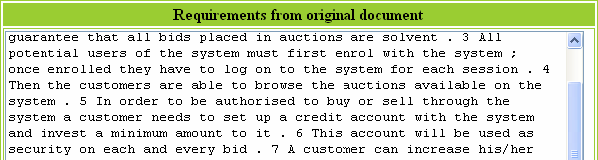 Requirements from original document
guarantee that all bids placed in auctions are solvent . 3 All
potential users of the system must first enrol with the system ;
once enrolled they have to log on to the system for each session . 4
Then the customers are able to browse the auctions available on the
system . 5 In order to be authorised to buy or sell through the
system a customer needs to set up a credit account with the system
and invest a minimum amount to it . 6 This account will be used as
security on each and every bid . 7 A customer can increase his/her